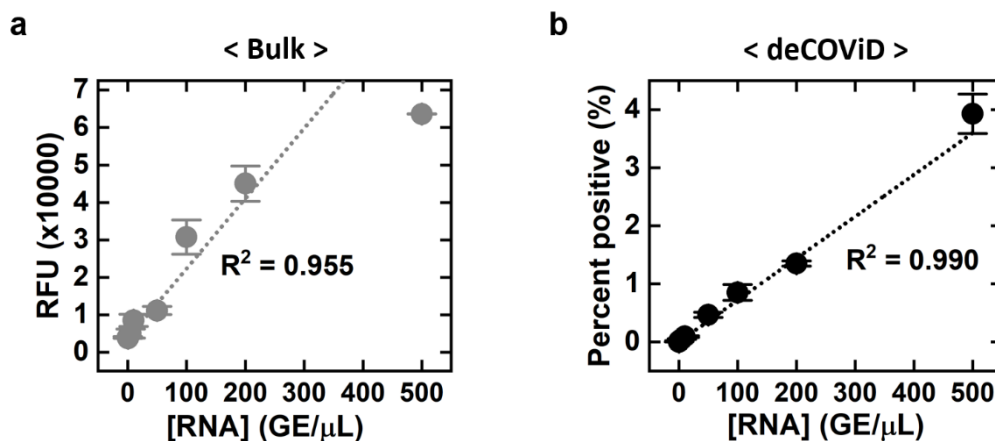 a
< Bulk >
RFU (x10000)
7
6
5
4
3
2
1
0
R² = 0.955
0 100 200 300 400 500
[RNA] (GE/μL)
b
< deCOViD >
Percent positive (%)
4
3
2
1
0
R² = 0.990
0 100 200 300 400 500
[RNA] (GE/μL)